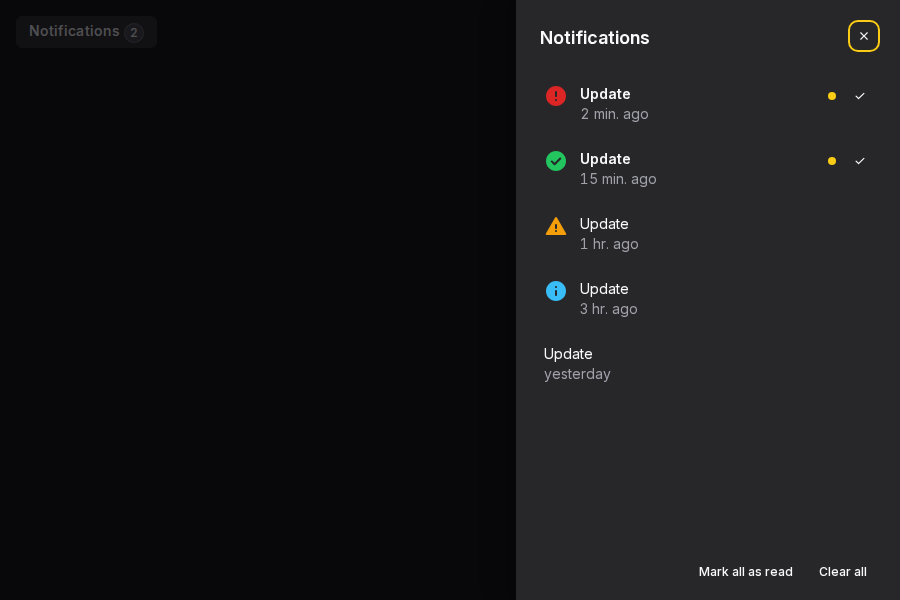 Notifications 2
Notifications
Update
2 min. ago
Update
15 min. ago
Update
1 hr. ago
Update
3 hr. ago
Update
yesterday
Mark all as read Clear all